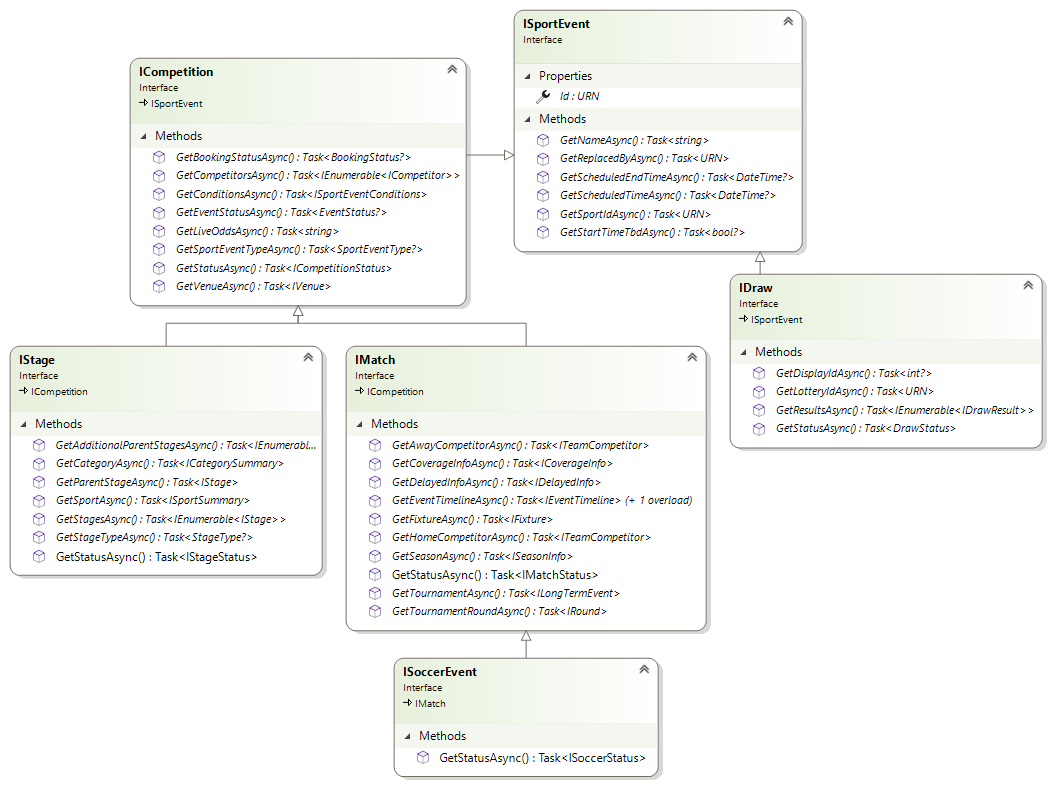 ISportEvent
Interface
Properties
Id : URN
Methods
GetNameAsync() : Task<string>
GetReplacedByAsync() : Task<URN>
GetScheduledEndTimeAsync() : Task<DateTime?>
GetScheduledTimeAsync() : Task<DateTime?>
GetSportIdAsync() : Task<URN>
GetStartTimeTbdAsync() : Task<bool?>
ICompetition
Interface
ISportEvent
Methods
GetBookingStatusAsync() : Task<BookingStatus?>
GetCompetitorsAsync() : Task<IEnumerable<ICompetitor>>
GetConditionsAsync() : Task<ISportEventConditions>
GetEventStatusAsync() : Task<EventStatus?>
GetLiveOddsAsync() : Task<string>
GetSportEventTypeAsync() : Task<SportEventType?>
GetStatusAsync() : Task<ICompetitionStatus>
GetVenueAsync() : Task<IVenue>
IDraw
Interface
ISportEvent
Methods
GetDisplayIdAsync() : Task<int?>
GetLotteryIdAsync() : Task<URN>
GetResultsAsync() : Task<IEnumerable<IDrawResult>>
GetStatusAsync() : Task<DrawStatus>
IStage
Interface
ICompetition
Methods
GetAdditionalParentStagesAsync() : Task<IEnumerabl...
GetCategoryAsync() : Task<ICategorySummary>
GetParentStageAsync() : Task<IStage>
GetSportAsync() : Task<ISportSummary>
GetStagesAsync() : Task<IEnumerable<IStage>>
GetStageTypeAsync() : Task<StageType?>
GetStatusAsync() : Task<IStageStatus>
IMatch
Interface
ICompetition
Methods
GetAwayCompetitorAsync() : Task<ITeamCompetitor>
GetCoverageInfoAsync() : Task<ICoverageInfo>
GetDelayedInfoAsync() : Task<IDelayedInfo>
GetEventTimelineAsync() : Task<IEventTimeline> (+ 1 overload)
GetFixtureAsync() : Task<IFixture>
GetHomeCompetitorAsync() : Task<ITeamCompetitor>
GetSeasonAsync() : Task<ISeasonInfo>
GetStatusAsync() : Task<IMatchStatus>
GetTournamentAsync() : Task<ILongTermEvent>
GetTournamentRoundAsync() : Task<IRound>
ISoccerEvent
Interface
IMatch
Methods
GetStatusAsync() : Task<ISoccerStatus>